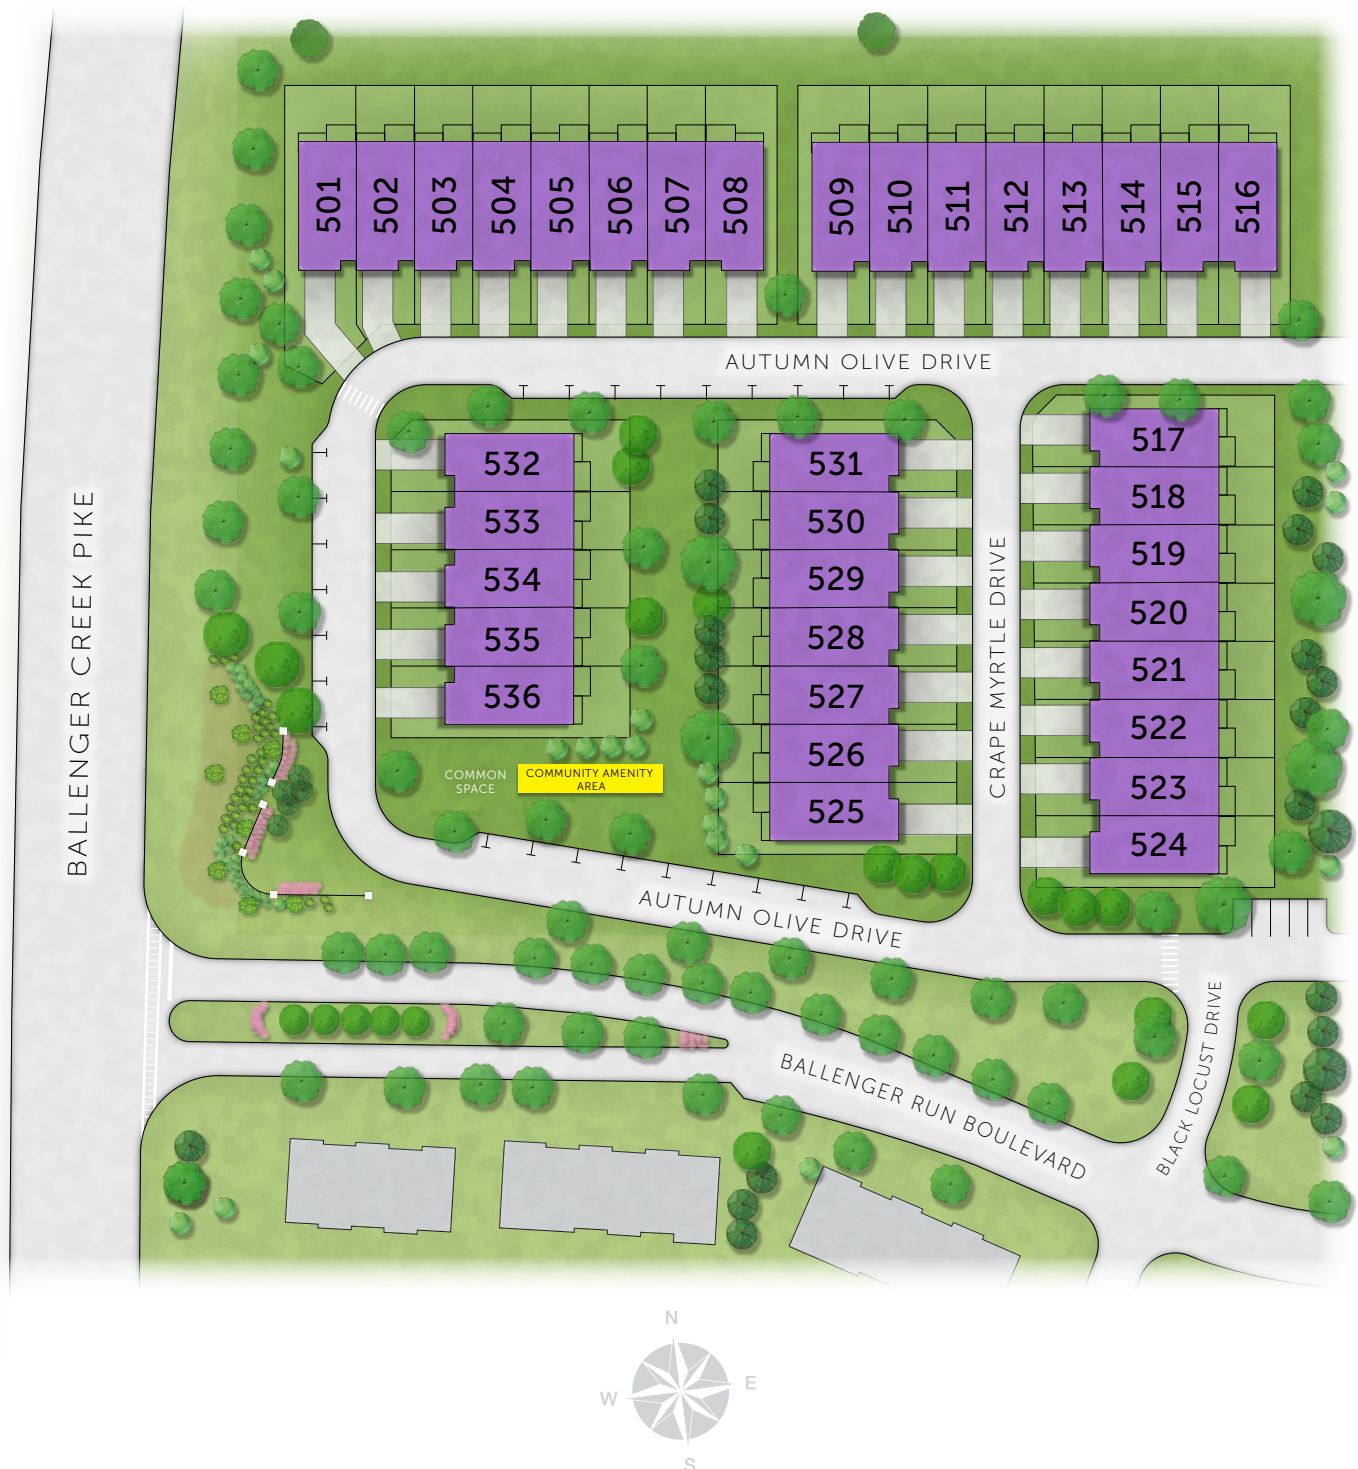 501
502
503
504
505
506
507
508
509
510
511
512
513
514
515
516
AUTUMN OLIVE DRIVE
532
533
534
535
536
531
530
529
528
527
526
525
517
518
519
520
521
522
523
524
CRAPE MYRTLE DRIVE
BALLENGER CREEK PIKE
COMMON
SPACE
COMMUNITY AMENITY
AREA
AUTUMN OLIVE DRIVE
BALLENGER RUN BOULEVARD
BLACK LOCUST DRIVE
N
W
E
S